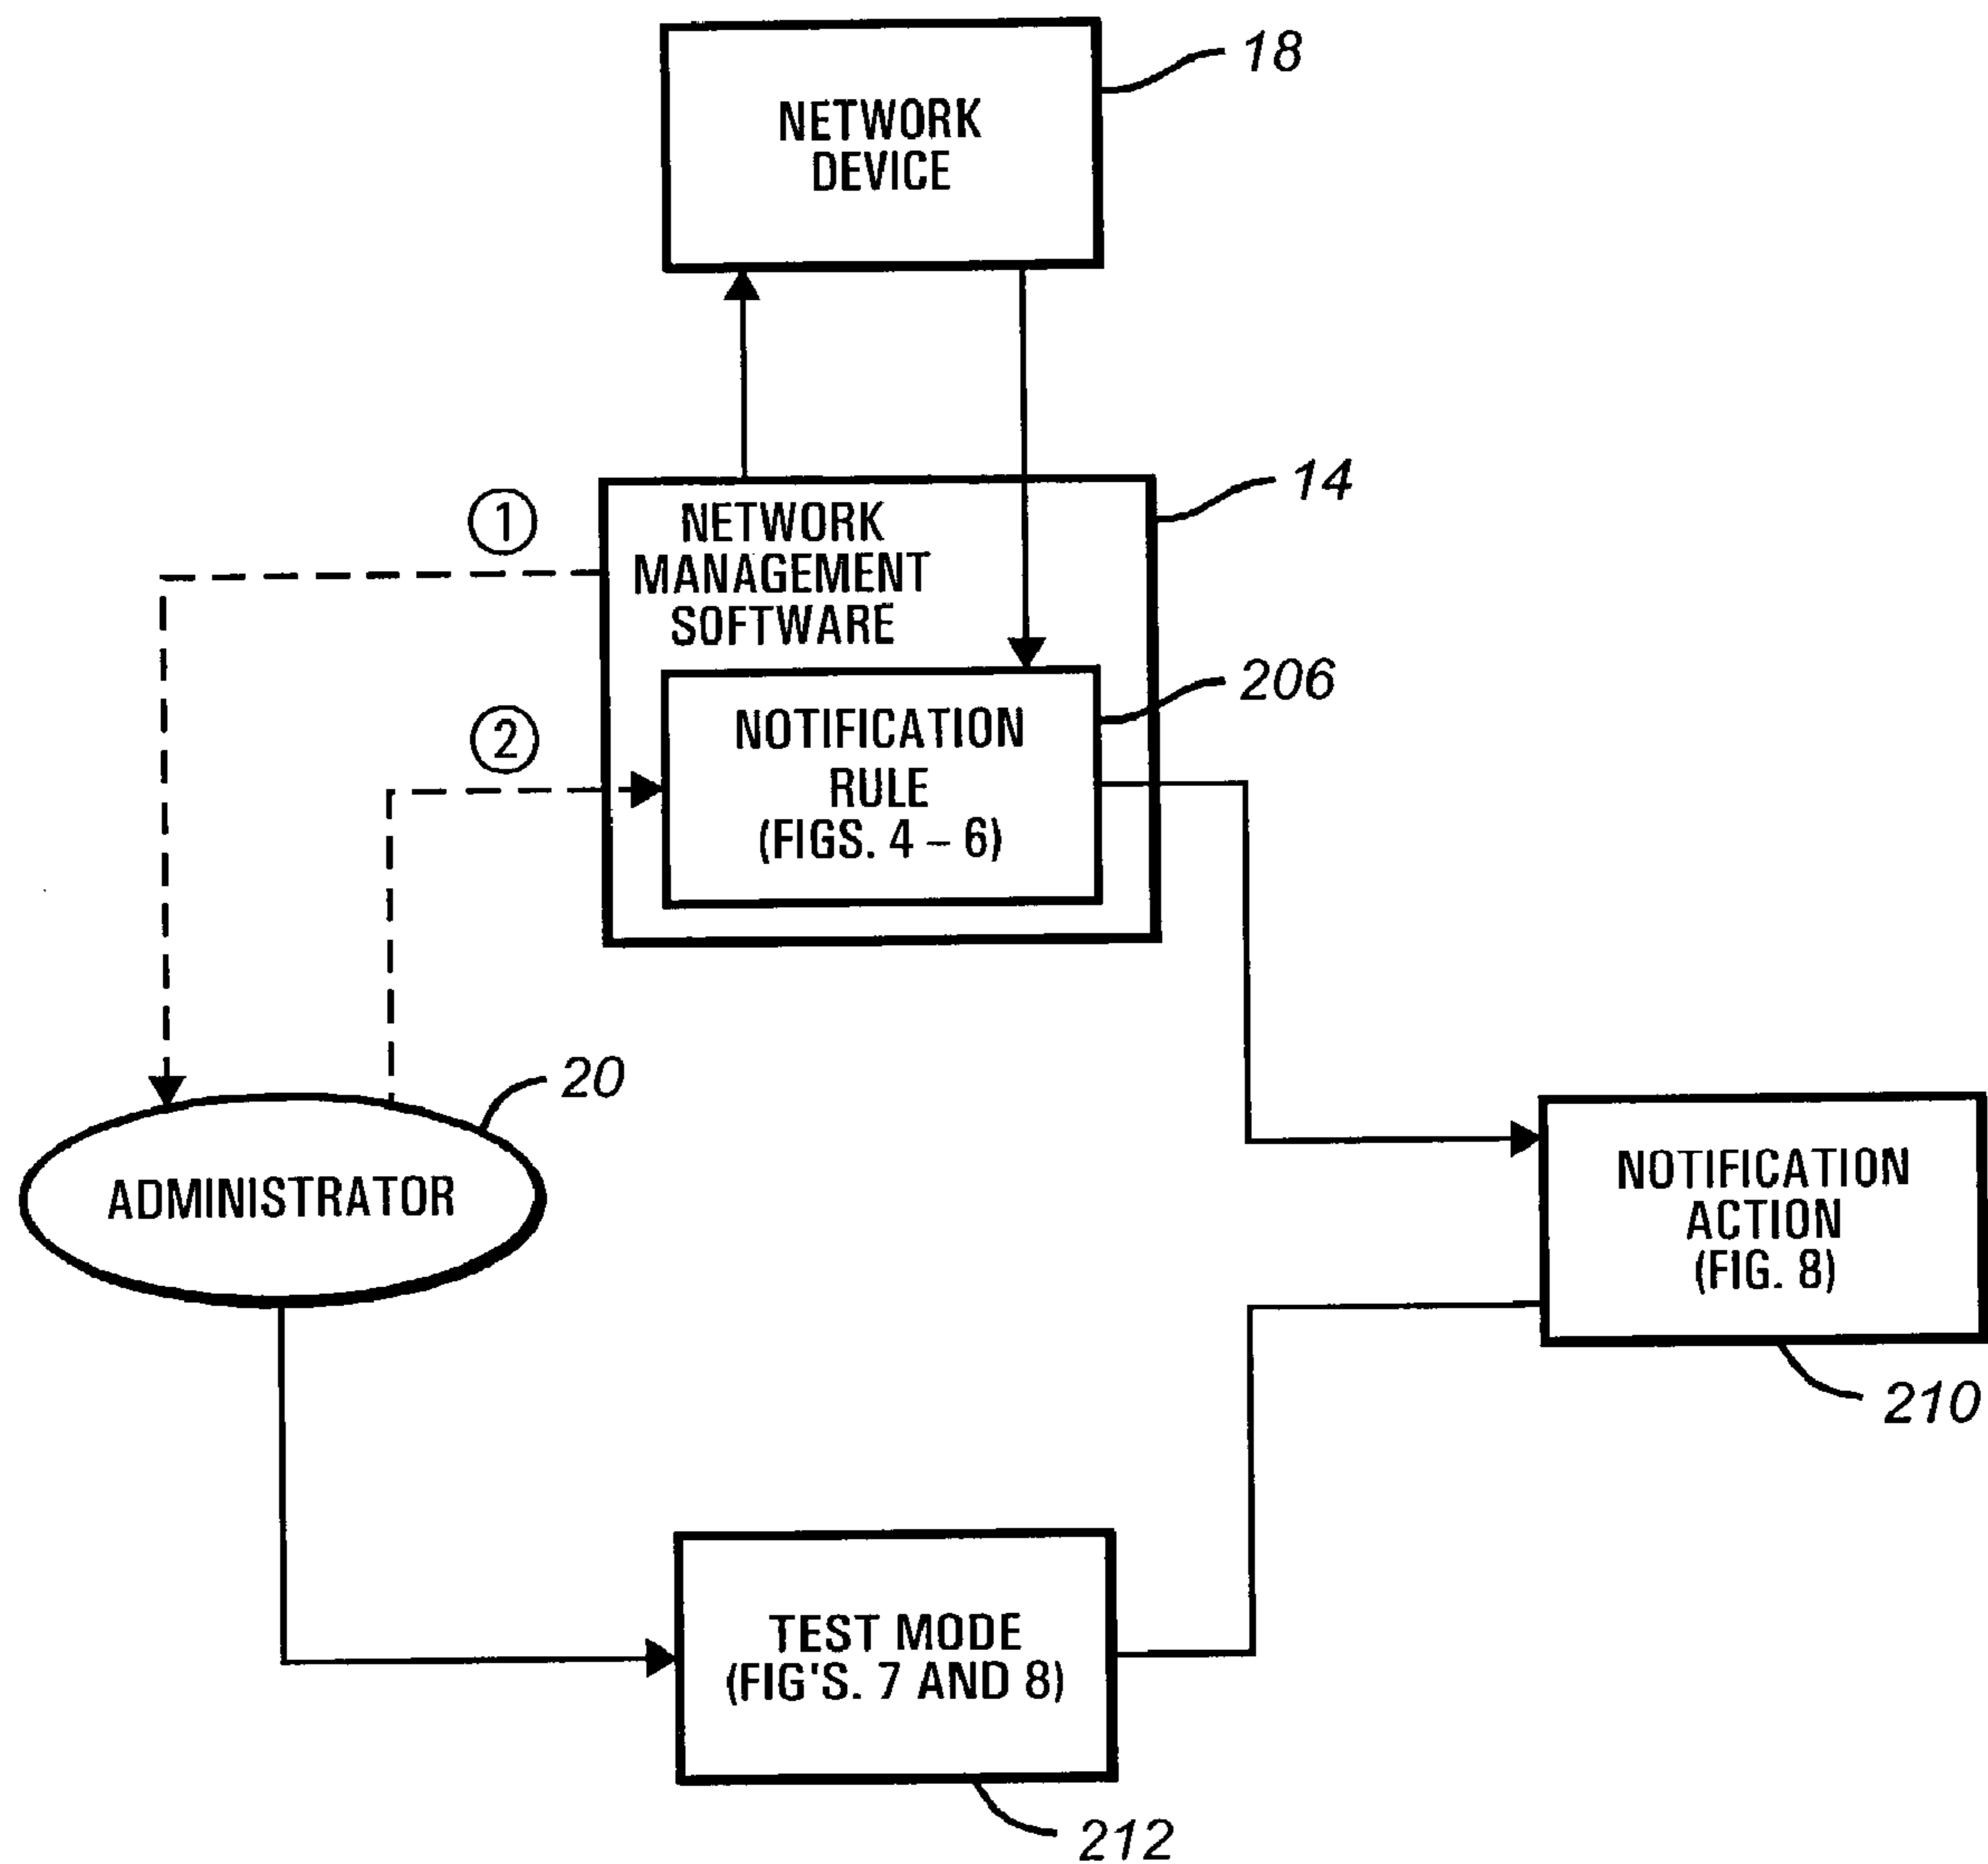 18
NETWORK
DEVICE
14
1
NETWORK
MANAGEMENT
SOFTWARE
206
2
NOTIFICATION
RULE
(FIGS. 4 – 6)
20
ADMINISTRATOR
NOTIFICATION
ACTION
(FIG. 8)
210
TEST MODE
(FIG'S. 7 AND 8)
212